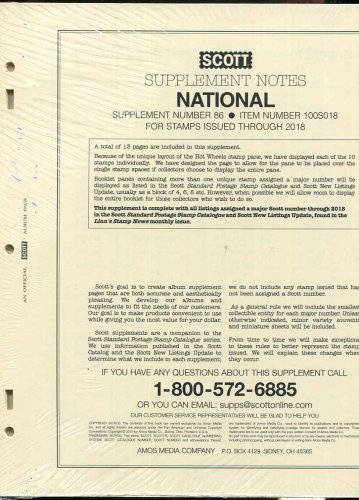 SCOTT
SUPPLEMENT NOTES
NATIONAL
SUPPLEMENT NUMBER 86 ● ITEM NUMBER 100S018
FOR STAMPS ISSUED THROUGH 2018
A total of 13 pages are included in this supplement.
Because of the unique layout of the Hot Wheels stamp pane, we have displayed each of the 10
stamps individually. We have designed the page to allow for the pane to be placed over the
single stamp spaces if collectors choose to display the entire pane.
Booklet panes containing more than one unique stamp assigned a major number will be
displayed as listed in the Scott Standard Postage Stamp Catalogue and Scott New Listings
Update, usually as a block of 4, 6, 8 etc. However, when possible we will allow room to display
the entire booklet for those collectors who wish to do so.
This supplement is complete with all listings assigned a major Scott number through 2018
in the Scott Standard Postage Stamp Catalogue and Scott New Listings Update, found in the
Linn's Stamp News monthly issue.
Scott's goal is to create album supplement
pages that are both accurate and aesthetically
pleasing. We develop our albums and
supplements to fit the needs of our customers.
Our goal is to make products convenient to use
while giving you the most value for your dollar.
Scott supplements are a companion to the
Scott Standard Postage Stamp Catalogue series.
We use information published in the Scott
Catalog and the Scott New Listings Update to
determine what we include in each supplement;
we do not include any stamp issued that has
not been assigned a Scott number.
As a general rule we will include the smallest
collectible entity for each major number. Unless
otherwise indicated, minor variety souvenir
and miniature sheets will be included.
From time to time we will make exceptions
to these rules to better represent the stamp
issued. We will explain these changes when
they occur.
IF YOU HAVE ANY QUESTIONS ABOUT THIS SUPPLEMENT CALL
1-800-572-6885
OR YOU CAN EMAIL: supps@scottonline.com
OUR CUSTOMER SERVICE REPRESENTATIVES WILL BE GLAD TO HELP YOU
AMOS MEDIA COMPANY P.O. BOX 4129, SIDNEY, OH 45365
AN OFFICIAL SCOTT ALBUM PAGE